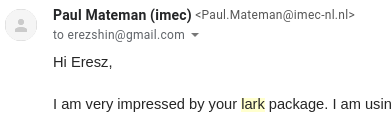 Paul Mateman (imec) <Paul.Mateman@imec-nl.nl>
to erezshin@gmail.com
Hi Eresz,
I am very impressed by your lark package. I am usin